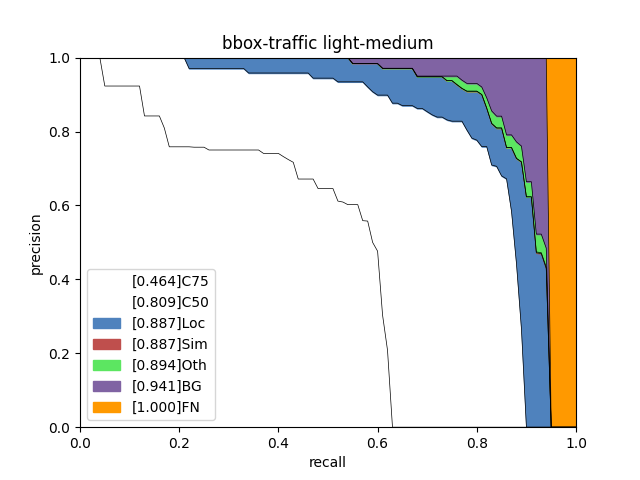 bbox-traffic light-medium
1.0
0.8
0.6
0.4
0.2
0.0
precision
[0.464]C75
[0.809]C50
[0.887]Loc
[0.887]Sim
[0.894]Oth
[0.941]BG
[1.000]FN
0.0 0.2 0.4 0.6 0.8 1.0
recall